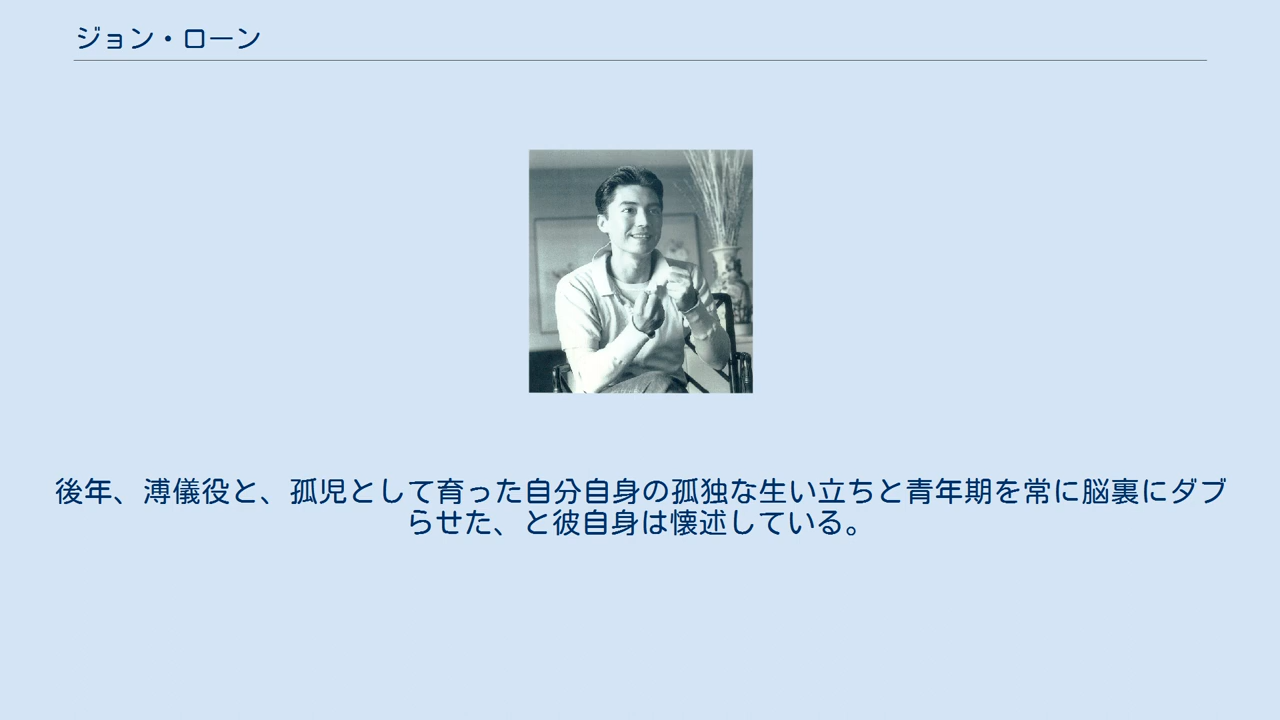 ジョン・ローン
後年、溥儀役と、孤児として育った自分自身の孤独な生い立ちと青年期を常に脳裏にダブ
らせた、と彼自身は懐述している。